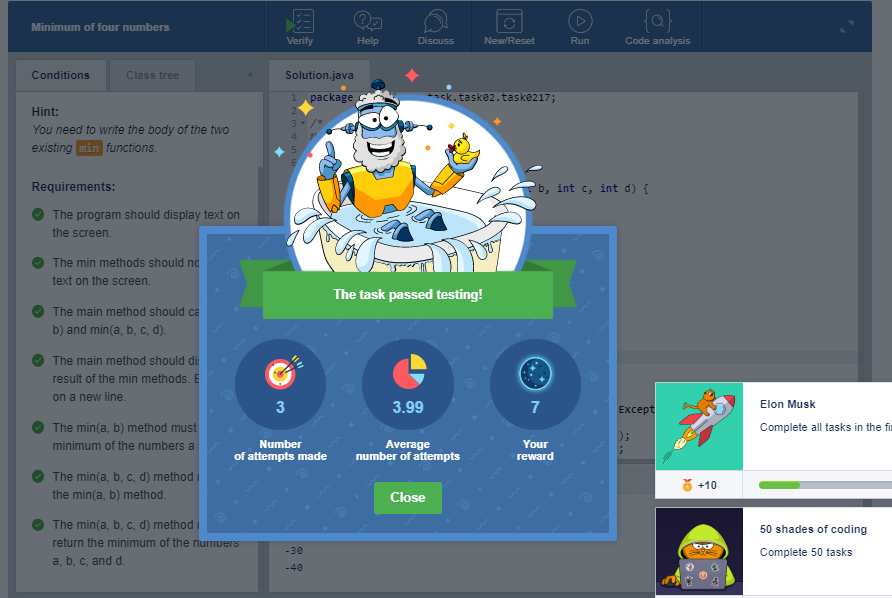 Minimum of four numbers
Verify
Help
Discuss
New/Reset
Run
Code analysis
Conditions
Class tree
Solution.java
Hint:
You need to write the body of the two
existing min functions.
Requirements:
The program should display text on
the screen.
The min methods should
text on the screen.
The main method should
b) and min(a, b, c, d).
The main method should
result of the min methods.
on a new line.
The min(a, b) method must
minimum of the numbers a
The min(a, b, c, d) method
the min(a, b) method.
The min(a, b, c, d) method
return the minimum of the numbers
a, b, c, and d.
1 package
task.task02.task0217;
2
3 /*
4
5
b, int c, int d) {
The task passed testing!
3
Number
of attempts made
3.99
Average
number of attempts
7
Your
reward
Close
);
;
-30
-40
Elon Musk
Complete all tasks in the
+10
50 shades of coding
Complete 50 tasks